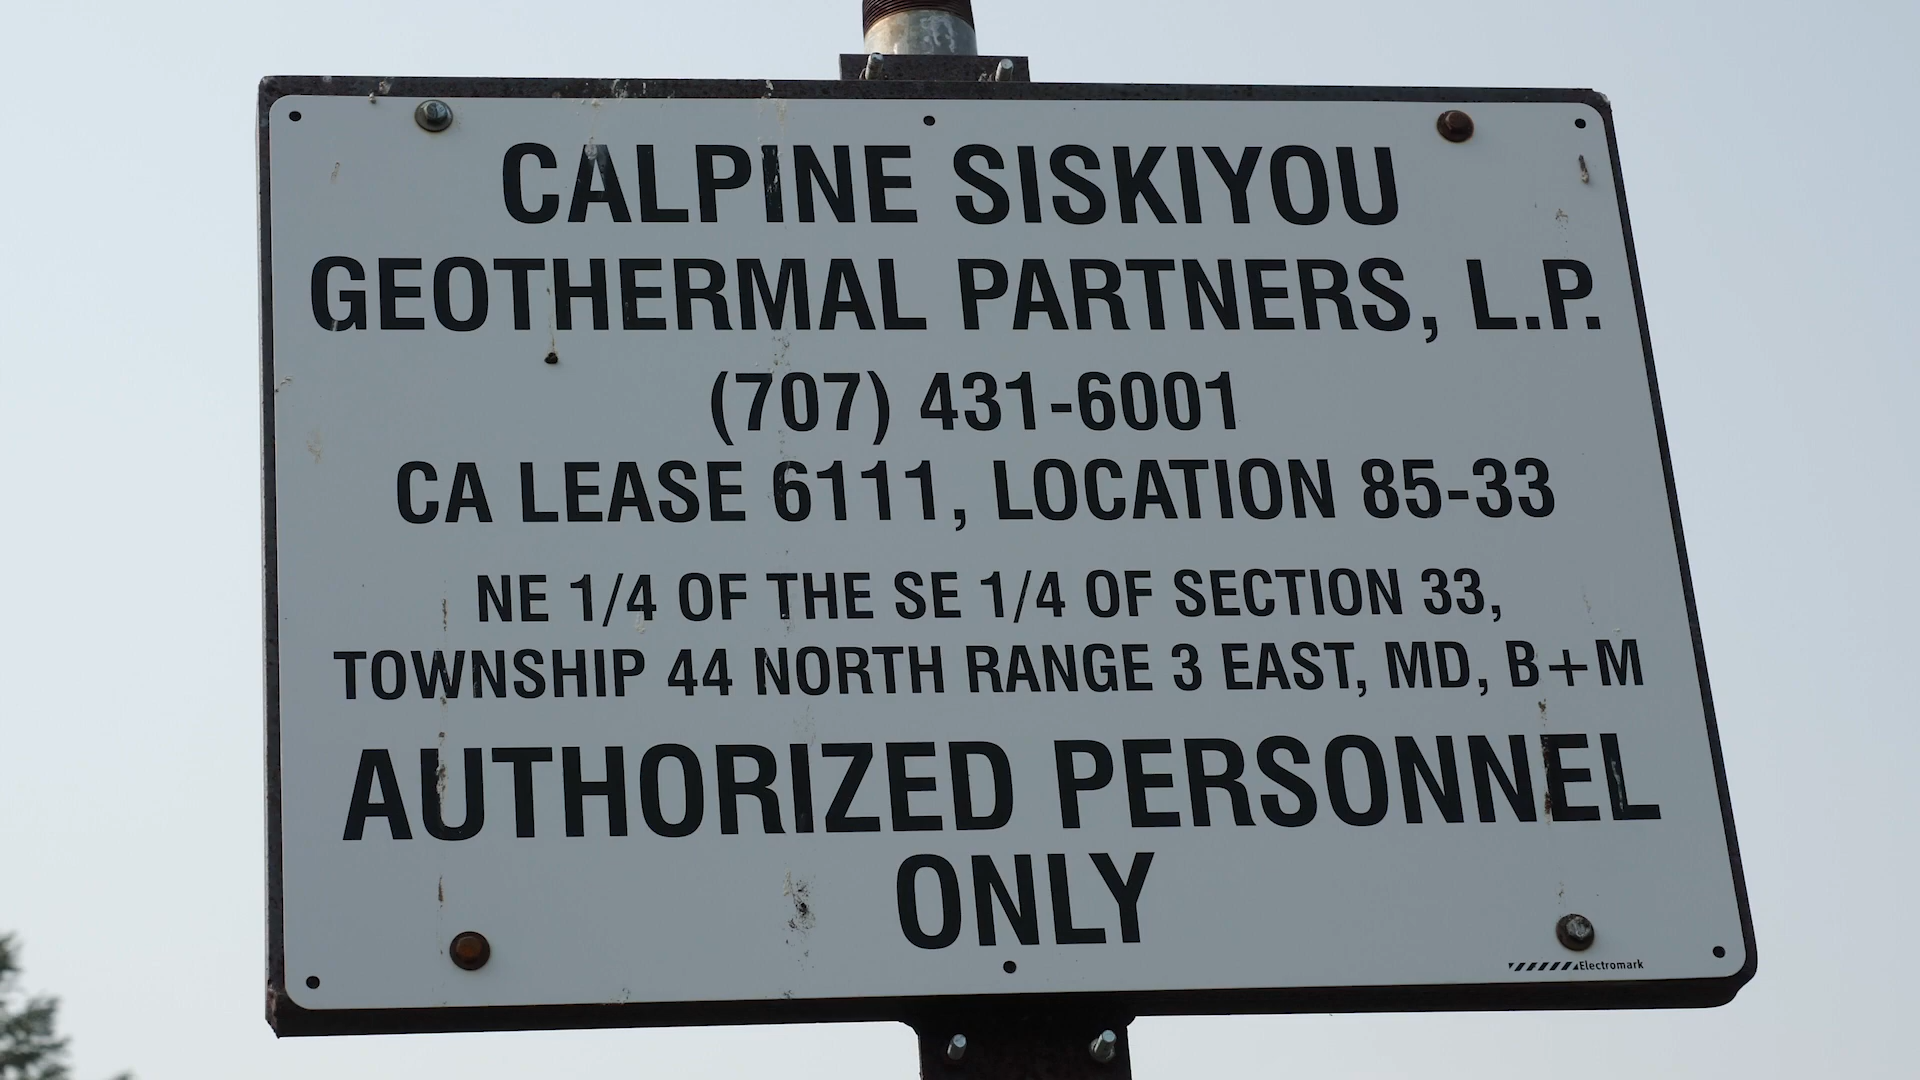 CALPINE SISKIYOU
GEOTHERMAL PARTNERS, L.P.
(707) 431-6001
CA LEASE 6111, LOCATION 85-33
NE 1/4 OF THE SE 1/4 OF SECTION 33,
TOWNSHIP 44 NORTH RANGE 3 EAST, MD, B+M
AUTHORIZED PERSONNEL
ONLY
Electromark